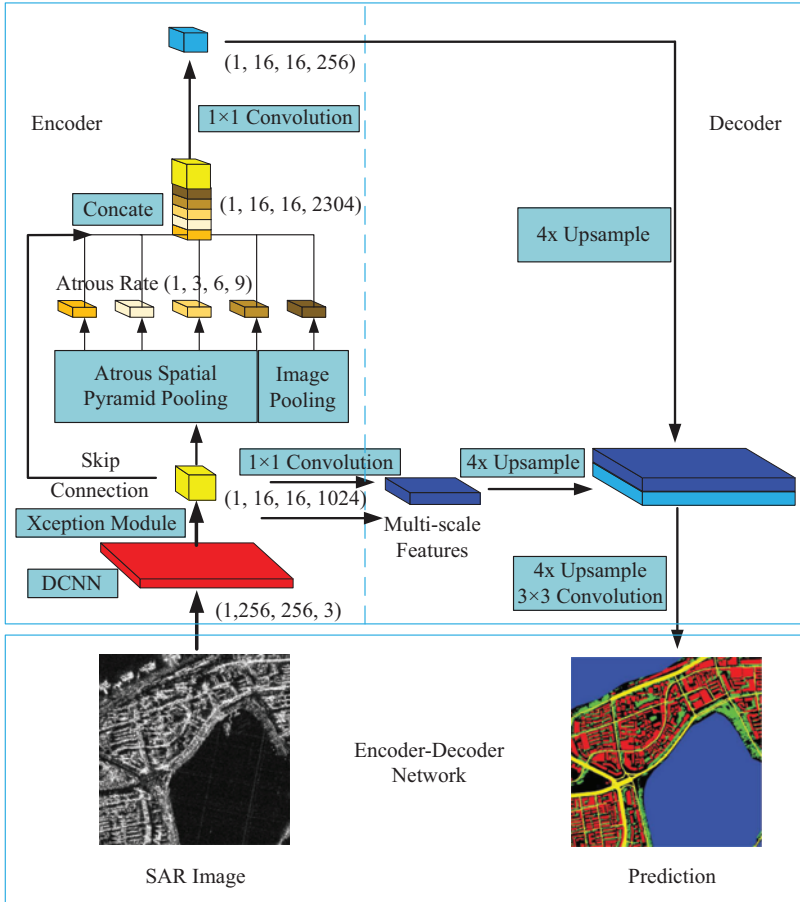 (1, 16, 16, 256)
Encoder
1×1 Convolution
Decoder
Concate
(1, 16, 16, 2304)
4x Upsample
Atrous Rate (1, 3, 6, 9)
Atrous Spatial
Pyramid Pooling
Image
Pooling
Skip
Connection
1×1 Convolution
4x Upsample
(1, 16, 16, 1024)
Xception Module
Multi-scale
Features
DCNN
4x Upsample
3×3 Convolution
(1,256, 256, 3)
Encoder-Decoder
Network
SAR Image
Prediction